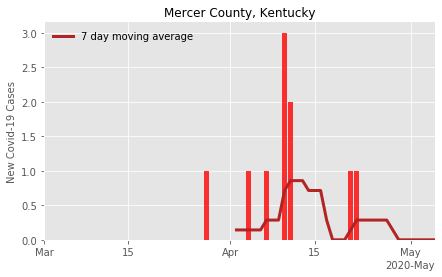 Mercer County, Kentucky
7 day moving average
New Covid-19 Cases
3.0
2.5
2.0
1.5
1.0
0.5
0.0
Mar
15
Apr
15
May
2020-May